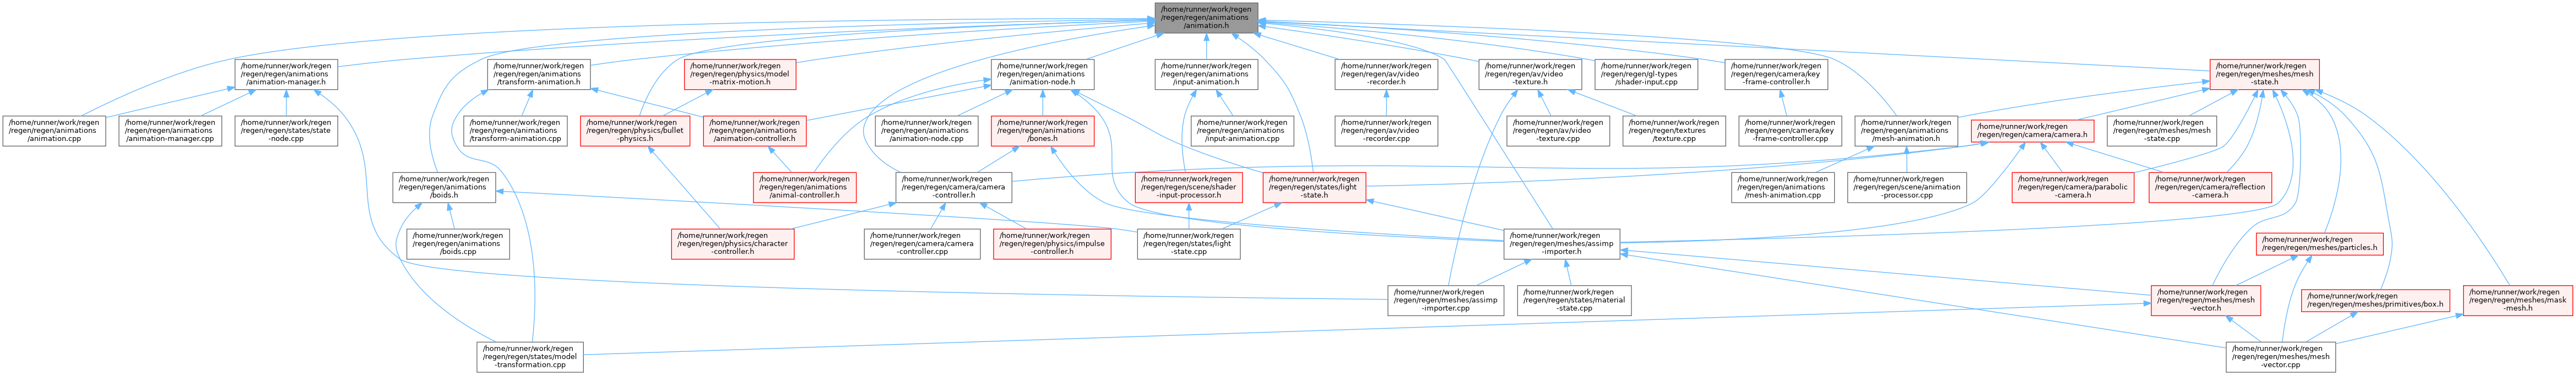 /home/runner/work/regen
/regen/regen/animations
/animation.h
/home/runner/work/regen
/regen/regen/animations
/animation-manager.h
/home/runner/work/regen
/regen/regen/animations
/transform-animation.h
/home/runner/work/regen
/regen/regen/physics/model
-matrix-motion.h
/home/runner/work/regen
/regen/regen/animations
/animation-node.h
/home/runner/work/regen
/regen/regen/animations
/input-animation.h
/home/runner/work/regen
/regen/regen/av/video
-recorder.h
/home/runner/work/regen
/regen/regen/av/video
-texture.h
/home/runner/work/regen
/regen/regen/gl-types
/shader-input.cpp
/home/runner/work/regen
/regen/regen/camera/key
-frame-controller.h
/home/runner/work/regen
/regen/regen/meshes/mesh
-state.h
/home/runner/work/regen
/regen/regen/animations
/animation.cpp
/home/runner/work/regen
/regen/regen/animations
/animation-manager.cpp
/home/runner/work/regen
/regen/regen/states/state
-node.cpp
/home/runner/work/regen
/regen/regen/animations
/transform-animation.cpp
/home/runner/work/regen
/regen/regen/physics/bullet
-physics.h
/home/runner/work/regen
/regen/regen/animations
/animation-controller.h
/home/runner/work/regen
/regen/regen/animations
/animation-node.cpp
/home/runner/work/regen
/regen/regen/animations
/bones.h
/home/runner/work/regen
/regen/regen/animations
/input-animation.cpp
/home/runner/work/regen
/regen/regen/av/video
-recorder.cpp
/home/runner/work/regen
/regen/regen/av/video
-texture.cpp
/home/runner/work/regen
/regen/regen/textures
/texture.cpp
/home/runner/work/regen
/regen/regen/camera/key
-frame-controller.cpp
/home/runner/work/regen
/regen/regen/animations
/mesh-animation.h
/home/runner/work/regen
/regen/regen/camera/camera.h
/home/runner/work/regen
/regen/regen/meshes/mesh
-state.cpp
/home/runner/work/regen
/regen/regen/animations
/boids.h
/home/runner/work/regen
/regen/regen/animations
/animal-controller.h
/home/runner/work/regen
/regen/regen/camera/camera
-controller.h
/home/runner/work/regen
/regen/regen/scene/shader
-input-processor.h
/home/runner/work/regen
/regen/regen/states/light
-state.h
/home/runner/work/regen
/regen/regen/animations
/mesh-animation.cpp
/home/runner/work/regen
/regen/regen/scene/animation
-processor.cpp
/home/runner/work/regen
/regen/regen/camera/parabolic
-camera.h
/home/runner/work/regen
/regen/regen/camera/reflection
-camera.h
/home/runner/work/regen
/regen/regen/animations
/boids.cpp
/home/runner/work/regen
/regen/regen/physics/character
-controller.h
/home/runner/work/regen
/regen/regen/camera/camera
-controller.cpp
/home/runner/work/regen
/regen/regen/physics/impulse
-controller.h
/home/runner/work/regen
/regen/regen/states/light
-state.cpp
/home/runner/work/regen
/regen/regen/meshes/assimp
-importer.h
/home/runner/work/regen
/regen/regen/meshes/particles.h
/home/runner/work/regen
/regen/regen/meshes/assimp
-importer.cpp
/home/runner/work/regen
/regen/regen/states/material
-state.cpp
/home/runner/work/regen
/regen/regen/meshes/mesh
-vector.h
/home/runner/work/regen
/regen/regen/meshes/primitives/box.h
/home/runner/work/regen
/regen/regen/meshes/mask
-mesh.h
/home/runner/work/regen
/regen/regen/states/model
-transformation.cpp
/home/runner/work/regen
/regen/regen/meshes/mesh
-vector.cpp